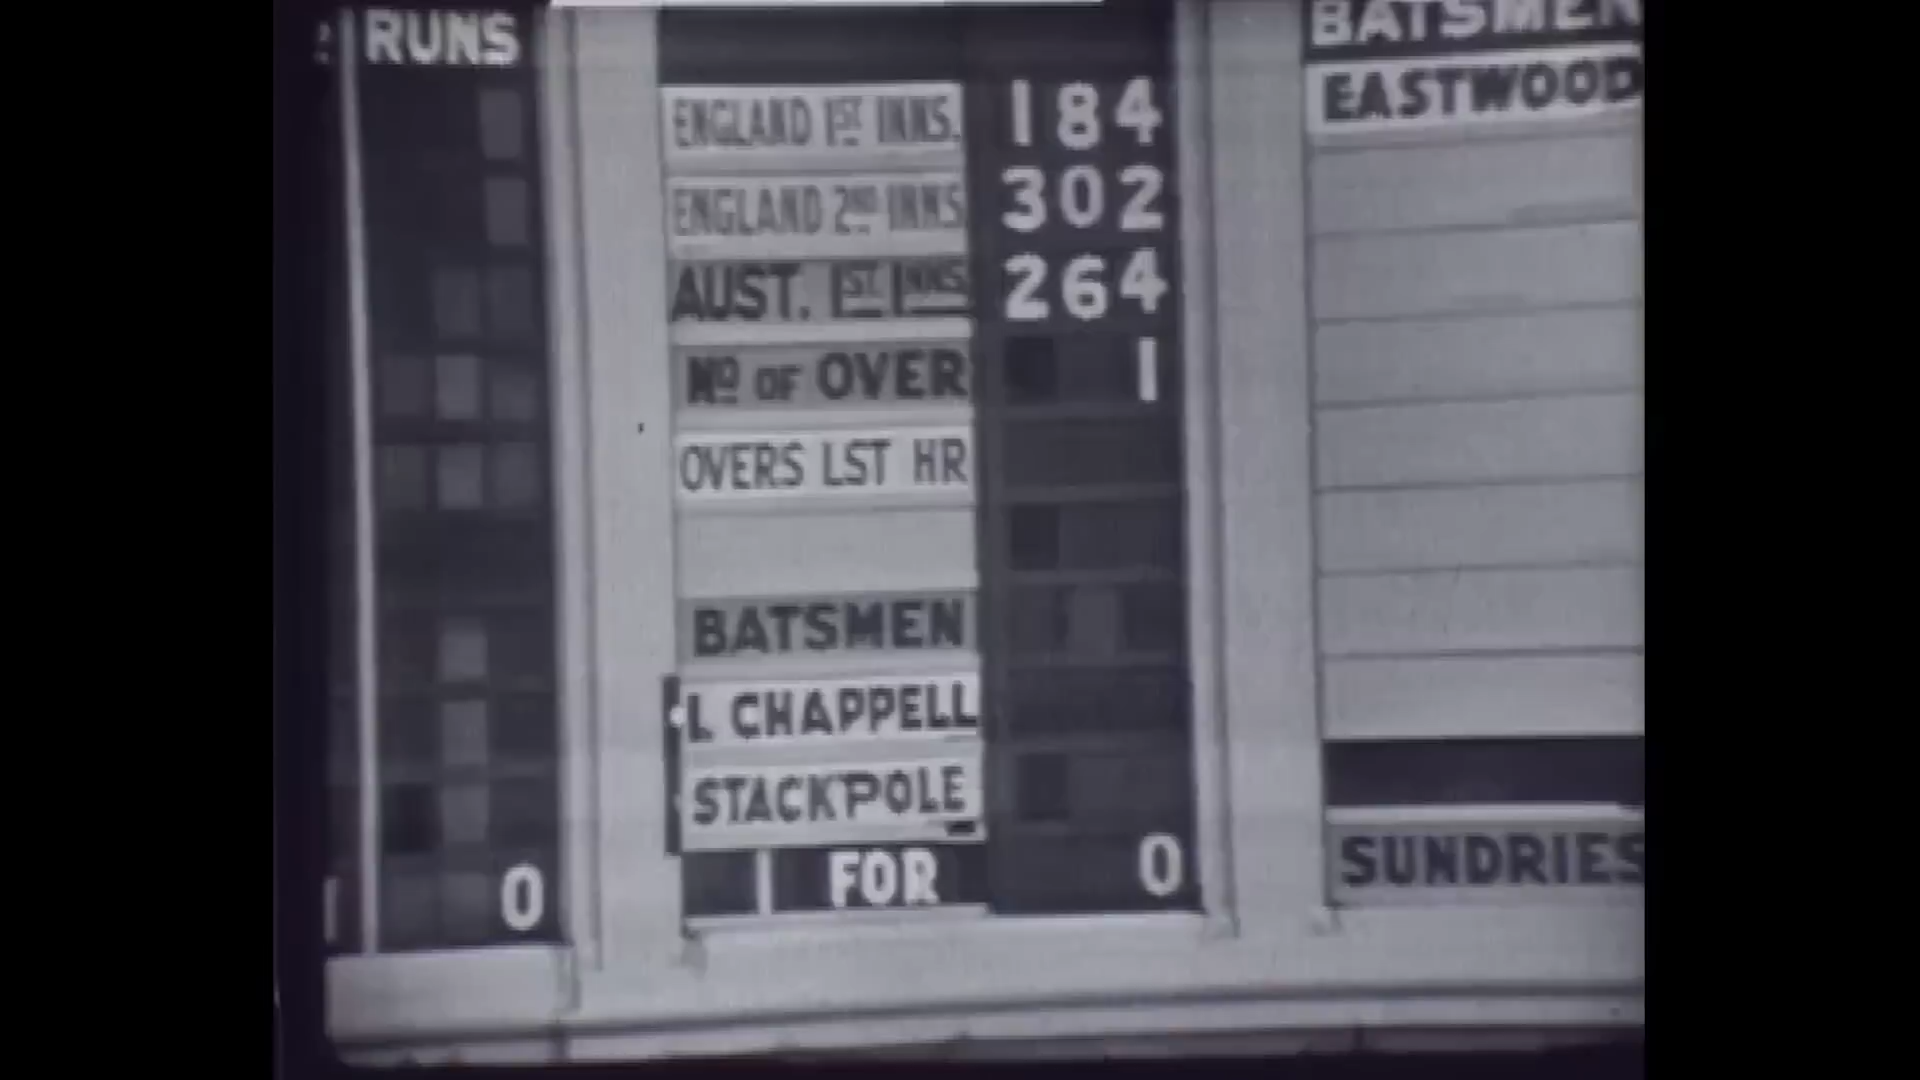 RUNS
0
ENGLAND 1ST INNS. 184
ENGLAND 2ND INNS 302
AUST. 1ST. INNS 264
No OF OVER 1
OVERS LST HR
BATSMEN
L CHAPPELL
STACKPOLE
1 FOR 0
BATSMEN
EASTWOOD
SUNDRIES